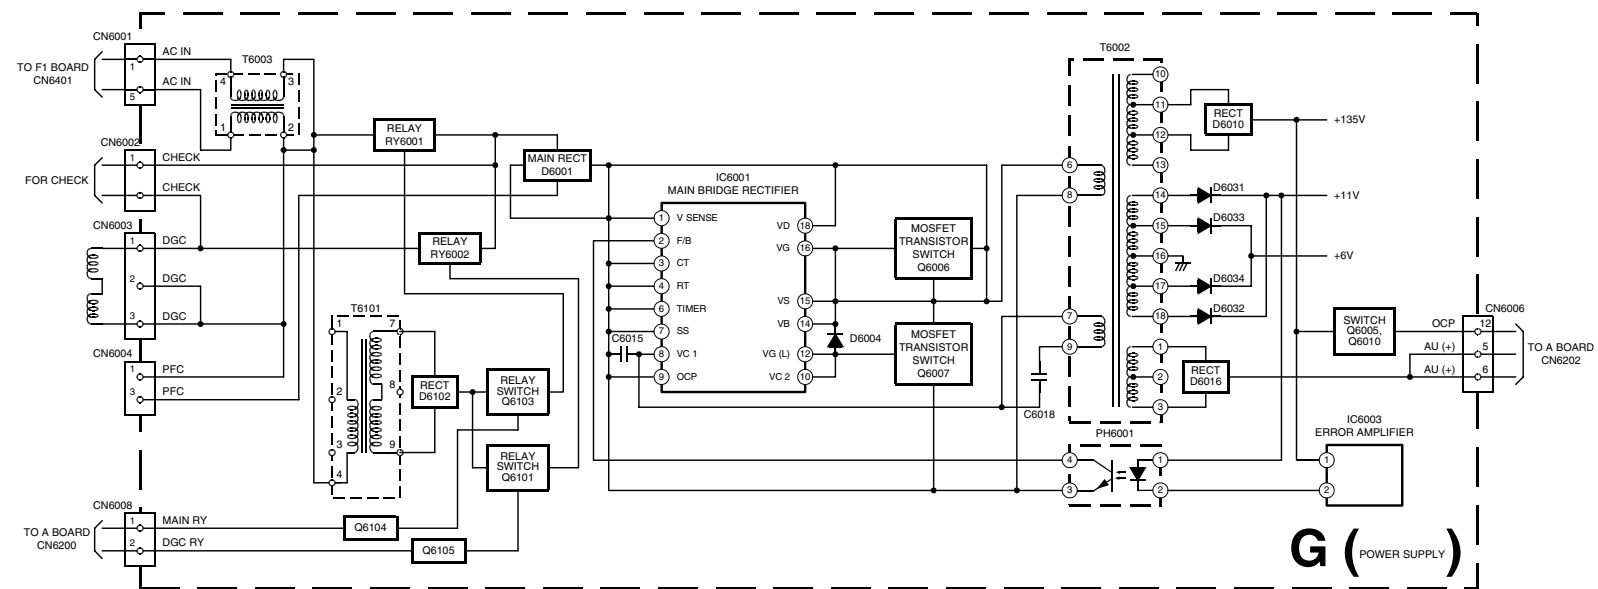 CN6001
TO F1 BOARD
CN6401
1
5
AC IN
AC IN
T6003
4
3
1
2
CN6002
FOR CHECK
1
CHECK
CHECK
CN6003
1
DGC
2
DGC
3
DGC
CN6004
1
PFC
3
PFC
CN6008
TO A BOARD
CN6200
1
MAIN RY
2
DGC RY
RELAY
RY6001
RELAY
RY6002
T6101
1
7
2
8
3
9
4
RECT
D6102
RELAY
SWITCH
Q6103
RELAY
SWITCH
Q6101
Q6104
Q6105
MAIN RECT
D6001
C6015
IC6001
MAIN BRIDGE RECTIFIER
1 V SENSE
2 F/B
3 CT
4 RT
6 TIMER
7 SS
8 VC 1
9 OCP
VD 18
VG 16
VS 15
VB 14
VG (L) 12
VC 2 10
D6004
MOSFET
TRANSISTOR
SWITCH
Q6006
MOSFET
TRANSISTOR
SWITCH
Q6007
C6018
T6002
6
8
7
9
10
11
12
13
14
15
16
17
18
1
2
3
PH6001
4
3
1
2
RECT
D6010
D6031
D6033
D6034
D6032
RECT
D6016
+135V
+11V
+6V
SWITCH
Q6005,
Q6010
CN6006
OCP 12
AU (+) 5
AU (+) 6
TO A BOARD
CN6202
IC6003
ERROR AMPLIFIER
1
2
G ( POWER SUPPLY )